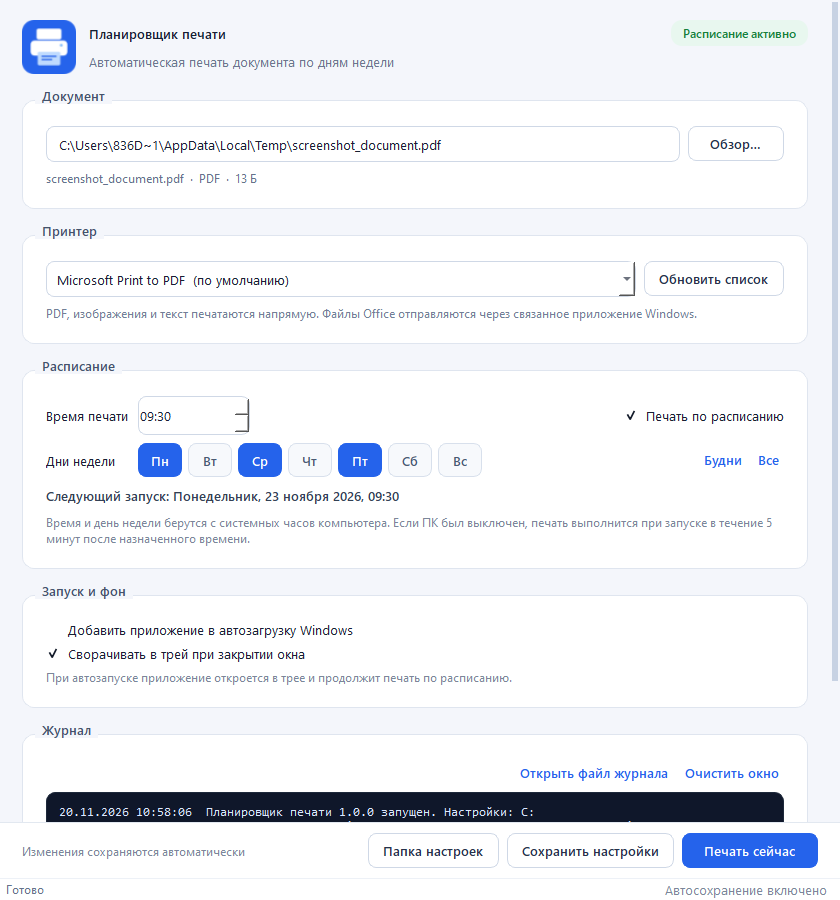 Планировщик печати
Расписание активно
Автоматическая печать документа по дням недели
Документ
C:\Users\836D~1\AppData\Local\Temp\screenshot_document.pdf
Обзор...
screenshot_document.pdf · PDF · 13 Б
Принтер
Microsoft Print to PDF (по умолчанию)
Обновить список
PDF, изображения и текст печатаются напрямую. Файлы Office отправляются через связанное приложение Windows.
Расписание
Время печати 09:30
Печать по расписанию
Дни недели Пн Вт Ср Чт Пт Сб Вс
Будни Все
Следующий запуск: Понедельник, 23 ноября 2026, 09:30
Время и день недели берутся с системных часов компьютера. Если ПК был выключен, печать выполнится при запуске в течение 5
минут после назначенного времени.
Запуск и фон
Добавить приложение в автозагрузку Windows
Сворачивать в трей при закрытии окна
При автозапуске приложение откроется в трее и продолжит печать по расписанию.
Журнал
Открыть файл журнала Очистить окно
20.11.2026 10:58:06 Планировщик печати 1.0.0 запущен. Настройки: C:
Изменения сохраняются автоматически
Папка настроек
Сохранить настройки
Печать сейчас
Готово
Автосохранение включено